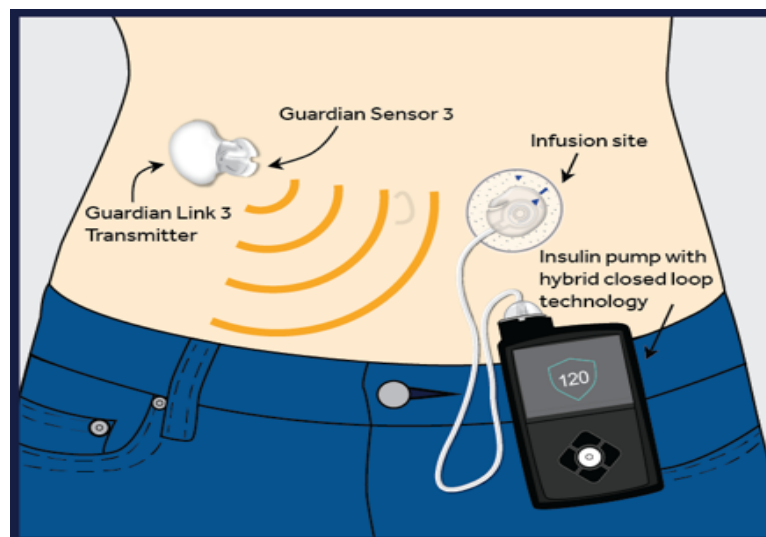 Guardian Sensor 3
Infusion site
Guardian Link 3
Transmitter
Insulin pump with
hybrid closed loop
technology
120